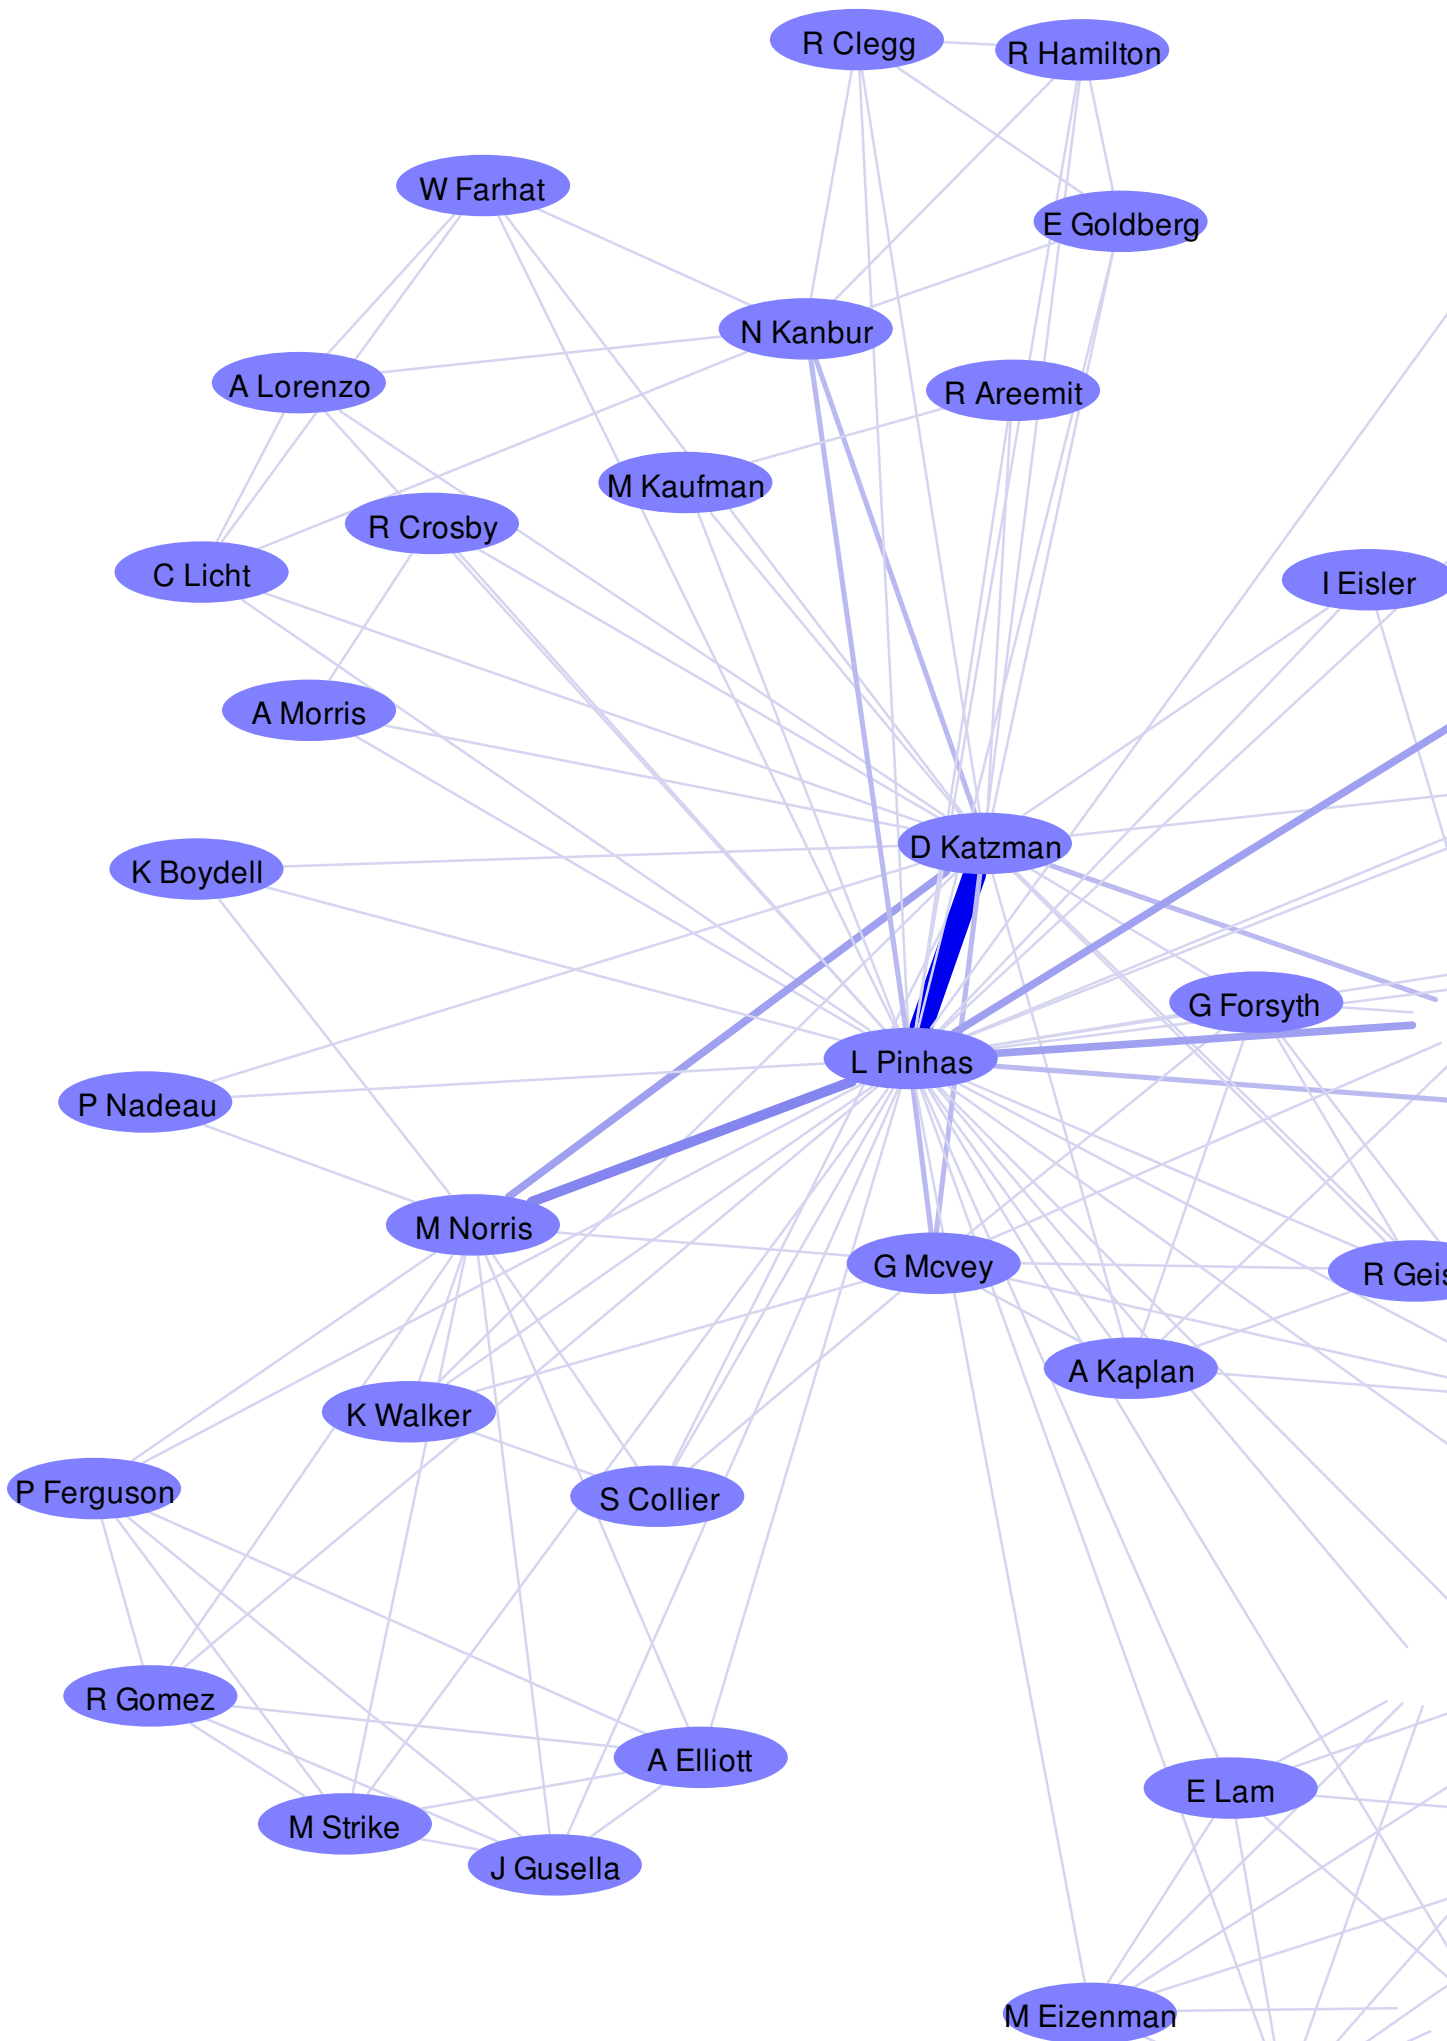 R Clegg
R Hamilton
W Farhat
E Goldberg
N Kanbur
A Lorenzo
R Areemit
M Kaufman
R Crosby
C Licht
I Eisler
A Morris
D Katzman
K Boydell
G Forsyth
L Pinhas
P Nadeau
M Norris
G Mcvey
R Geis
A Kaplan
K Walker
P Ferguson
S Collier
R Gomez
A Elliott
E Lam
M Strike
J Gusella
M Eizenman